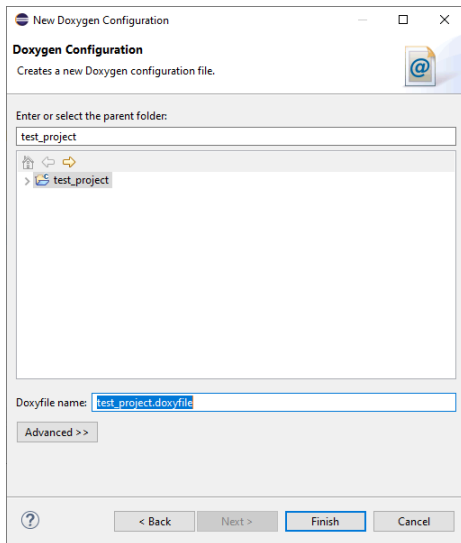 New Doxygen Configuration
Doxygen Configuration
Creates a new Doxygen configuration file.
@
Enter or select the parent folder:
test_project
test_project
Doxyfile name: test_project.doxyfile
Advanced >>
? < Back Next > Finish Cancel